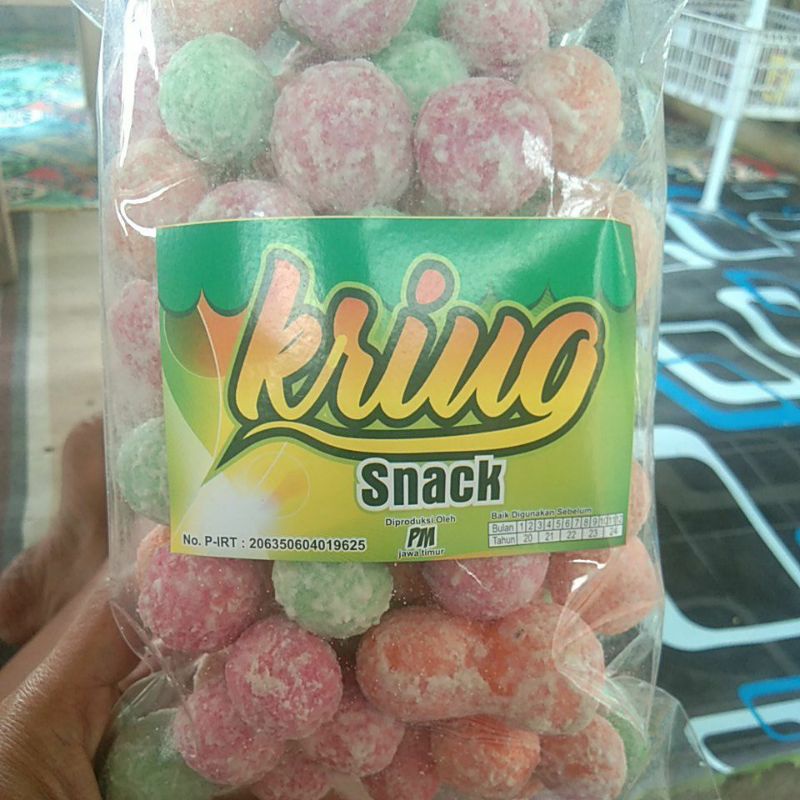 kriuo
Snack
No. P-IRT : 206350604019625
Diproduksi Oleh
PM
jawa timur
Baik Digunakan Sebelum
Bulan 1 2 3 4 5 6 7 8 9 10 11 12
Tahun 20 21 22 23 24